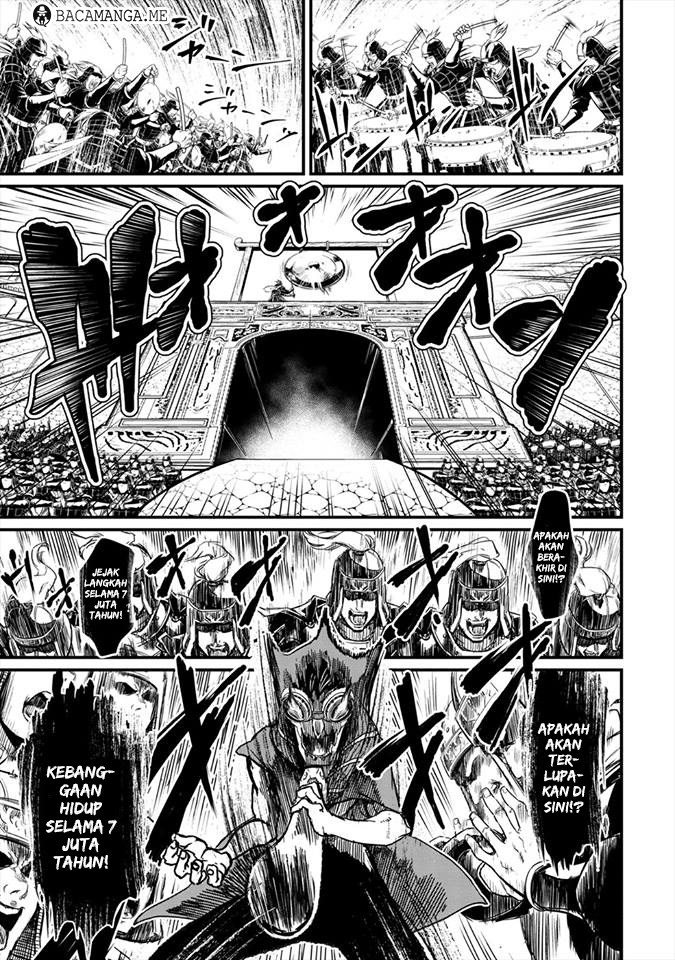 BACAMANGA.ME
ドン
ドン
ジャーン
ジャーン
オオオオオン
APAKAH
AKAN
BERA-
KHIR DI
SINI!?
JEJAK
LANGKAH
SELAMA 7
JUTA
TAHUN!
APAKAH
AKAN
TER-
LUPA-
KAN DI
SINI!?
KEBANG-
GAAN
HIDUP
SELAMA 7
JUTA
TAHUN!